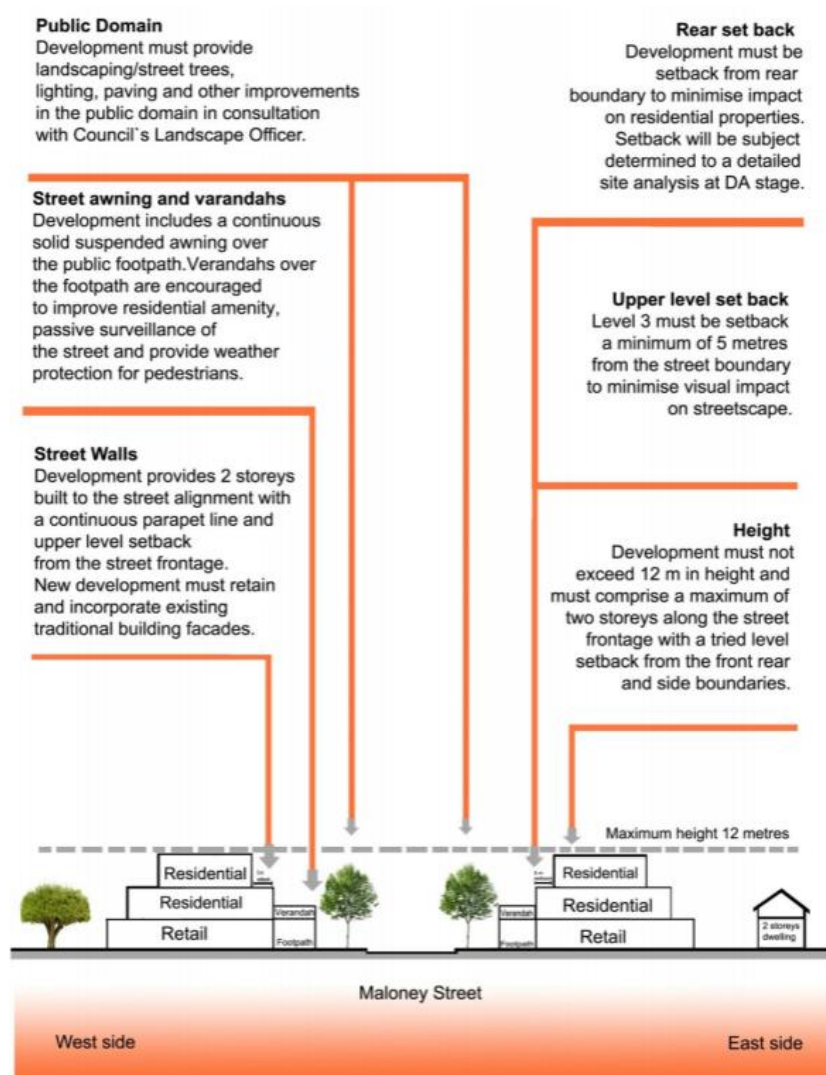 Public Domain
Development must provide
landscaping/street trees,
lighting, paving and other improvements
in the public domain in consultation
with Council`s Landscape Officer.
Street awning and varandahs
Development includes a continuous
solid suspended awning over
the public footpath.Verandahs over
the footpath are encouraged
to improve residential amenity,
passive surveillance of
the street and provide weather
protection for pedestrians.
Street Walls
Development provides 2 storeys
built to the street alignment with
a continuous parapet line and
upper level setback
from the street frontage.
New development must retain
and incorporate existing
traditional building facades.
Rear set back
Development must be
setback from rear
boundary to minimise impact
on residential properties.
Setback will be subject
determined to a detailed
site analysis at DA stage.
Upper level set back
Level 3 must be setback
a minimum of 5 metres
from the street boundary
to minimise visual impact
on streetscape.
Height
Development must not
exceed 12 m in height and
must comprise a maximum of
two storeys along the street
frontage with a tried level
setback from the front rear
and side boundaries.
Maximum height 12 metres
Residential
Residential
Verandah
Retail
Footpath
Residential
Verandah
Residential
Footpath
Retail
2 storeys
dwelling
Maloney Street
West side
East side